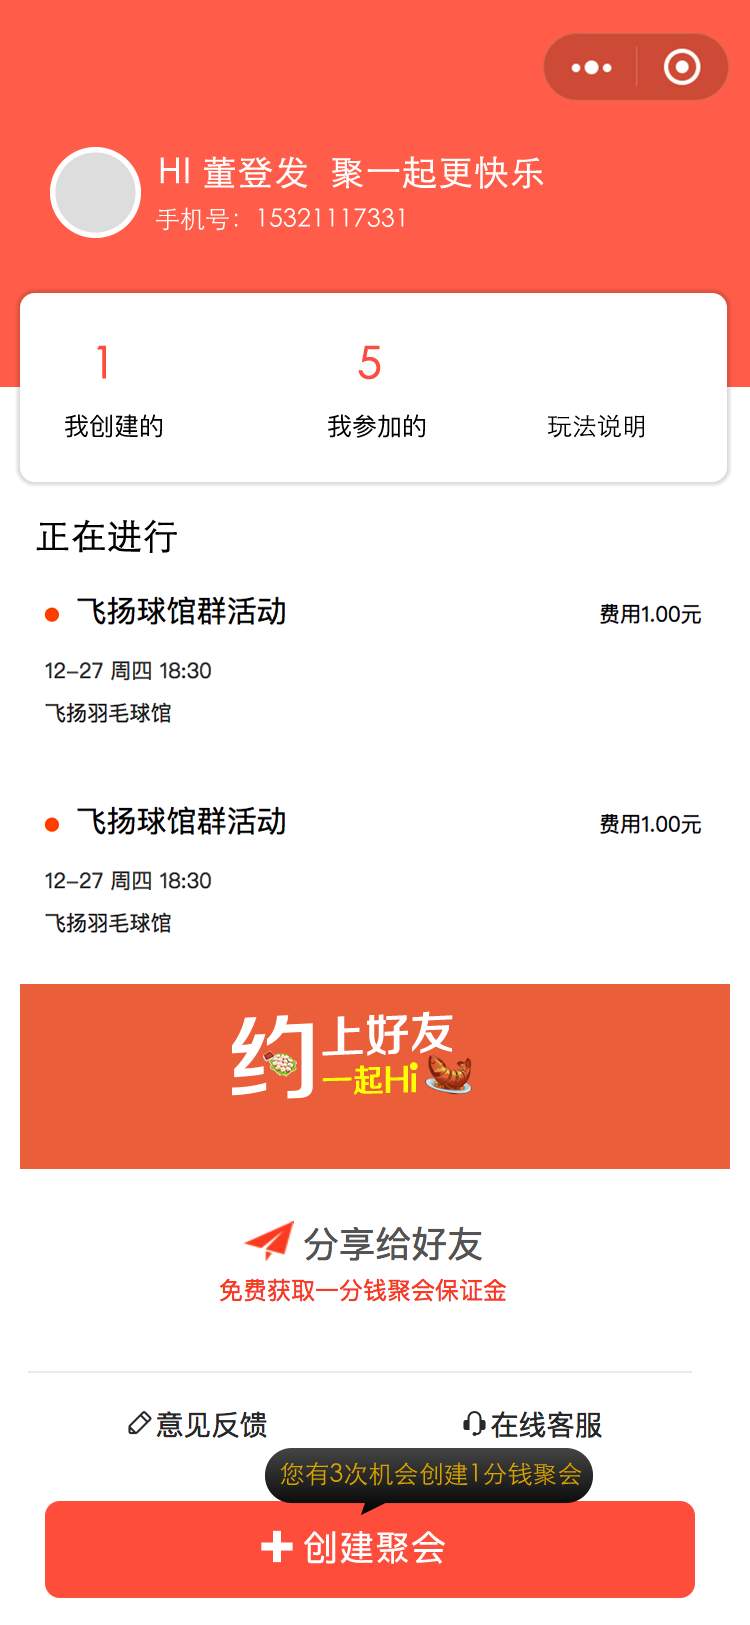 HI 董登发 聚一起更快乐
手机号：15321117331
1
5
我创建的
我参加的
玩法说明
正在进行
飞扬球馆群活动
费用1.00元
12-27 周四 18:30
飞扬羽毛球馆
飞扬球馆群活动
费用1.00元
12-27 周四 18:30
飞扬羽毛球馆
约上好友
一起Hi
分享给好友
免费获取一分钱聚会保证金
意见反馈
在线客服
您有3次机会创建1分钱聚会
创建聚会